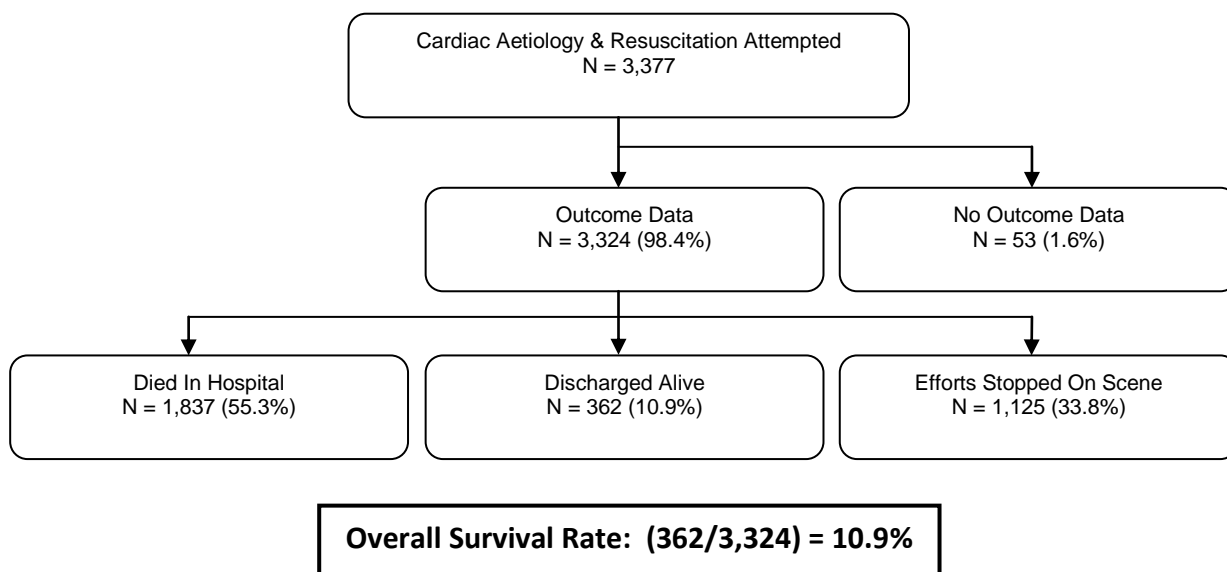 Cardiac Aetiology & Resuscitation Attempted
N = 3,377
Outcome Data
N = 3,324 (98.4%)
No Outcome Data
N = 53 (1.6%)
Died In Hospital
N = 1,837 (55.3%)
Discharged Alive
N = 362 (10.9%)
Efforts Stopped On Scene
N = 1,125 (33.8%)
Overall Survival Rate: (362/3,324) = 10.9%